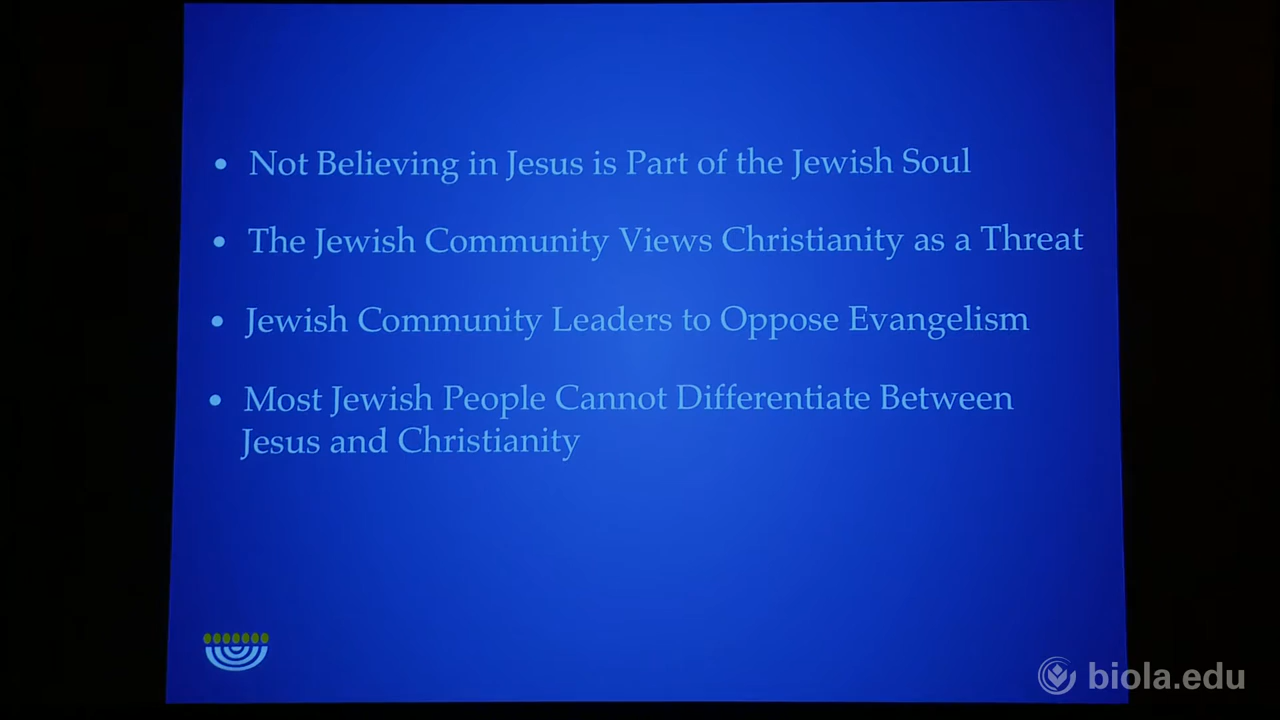 • Not Believing in Jesus is Part of the Jewish Soul
• The Jewish Community Views Christianity as a Threat
• Jewish Community Leaders to Oppose Evangelism
• Most Jewish People Cannot Differentiate Between
Jesus and Christianity
biola.edu